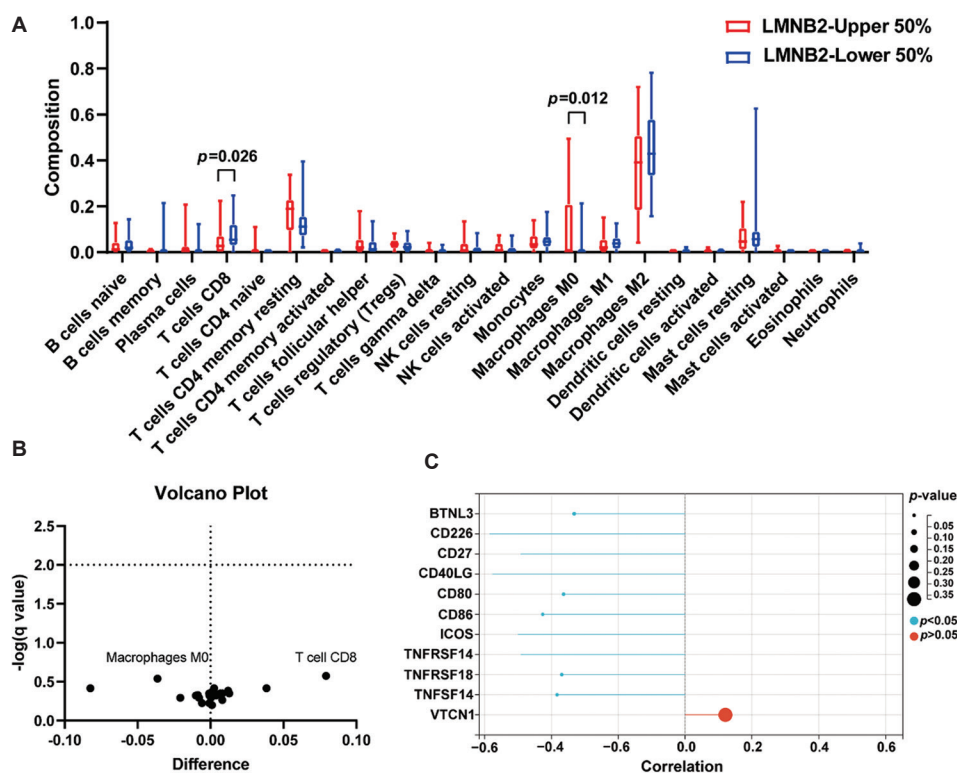 A
LMNB2-Upper 50%
LMNB2-Lower 50%
Composition
1.0
0.8
0.6
0.4
0.2
0.0
p=0.026
p=0.012
B cells naive
B Cells memory
Plasma cells
T cells CD8
T cells CD4 naive
T cells CD4 memory resting
T cells CD4 memory activated
T cells follicular helper
T cells regulatory (Tregs)
T cells gamma delta
NK cells resting
NK cells activated
Monocytes
Macrophages M0
Macrophages M1
Macrophages M2
Dendritic cells resting
Dendritic cells activated
Mast cells resting
Mast cells activated
Eosinophils
Neutrophils
B
Volcano Plot
-log(q value)
2.5
2.0
1.5
1.0
0.5
0.0
Macrophages M0
T cell CD8
-0.10
-0.05
0.00
0.05
0.10
Difference
C
BTNL3
CD226
CD27
CD40LG
CD80
CD86
ICOS
TNFRSF14
TNFRSF18
TNFSF14
VTCN1
−0.6
−0.4
−0.6
0.0
0.2
0.4
0.6
Correlation
p-value
0.05
0.10
0.15
0.20
0.25
0.30
0.35
p<0.05
p>0.05